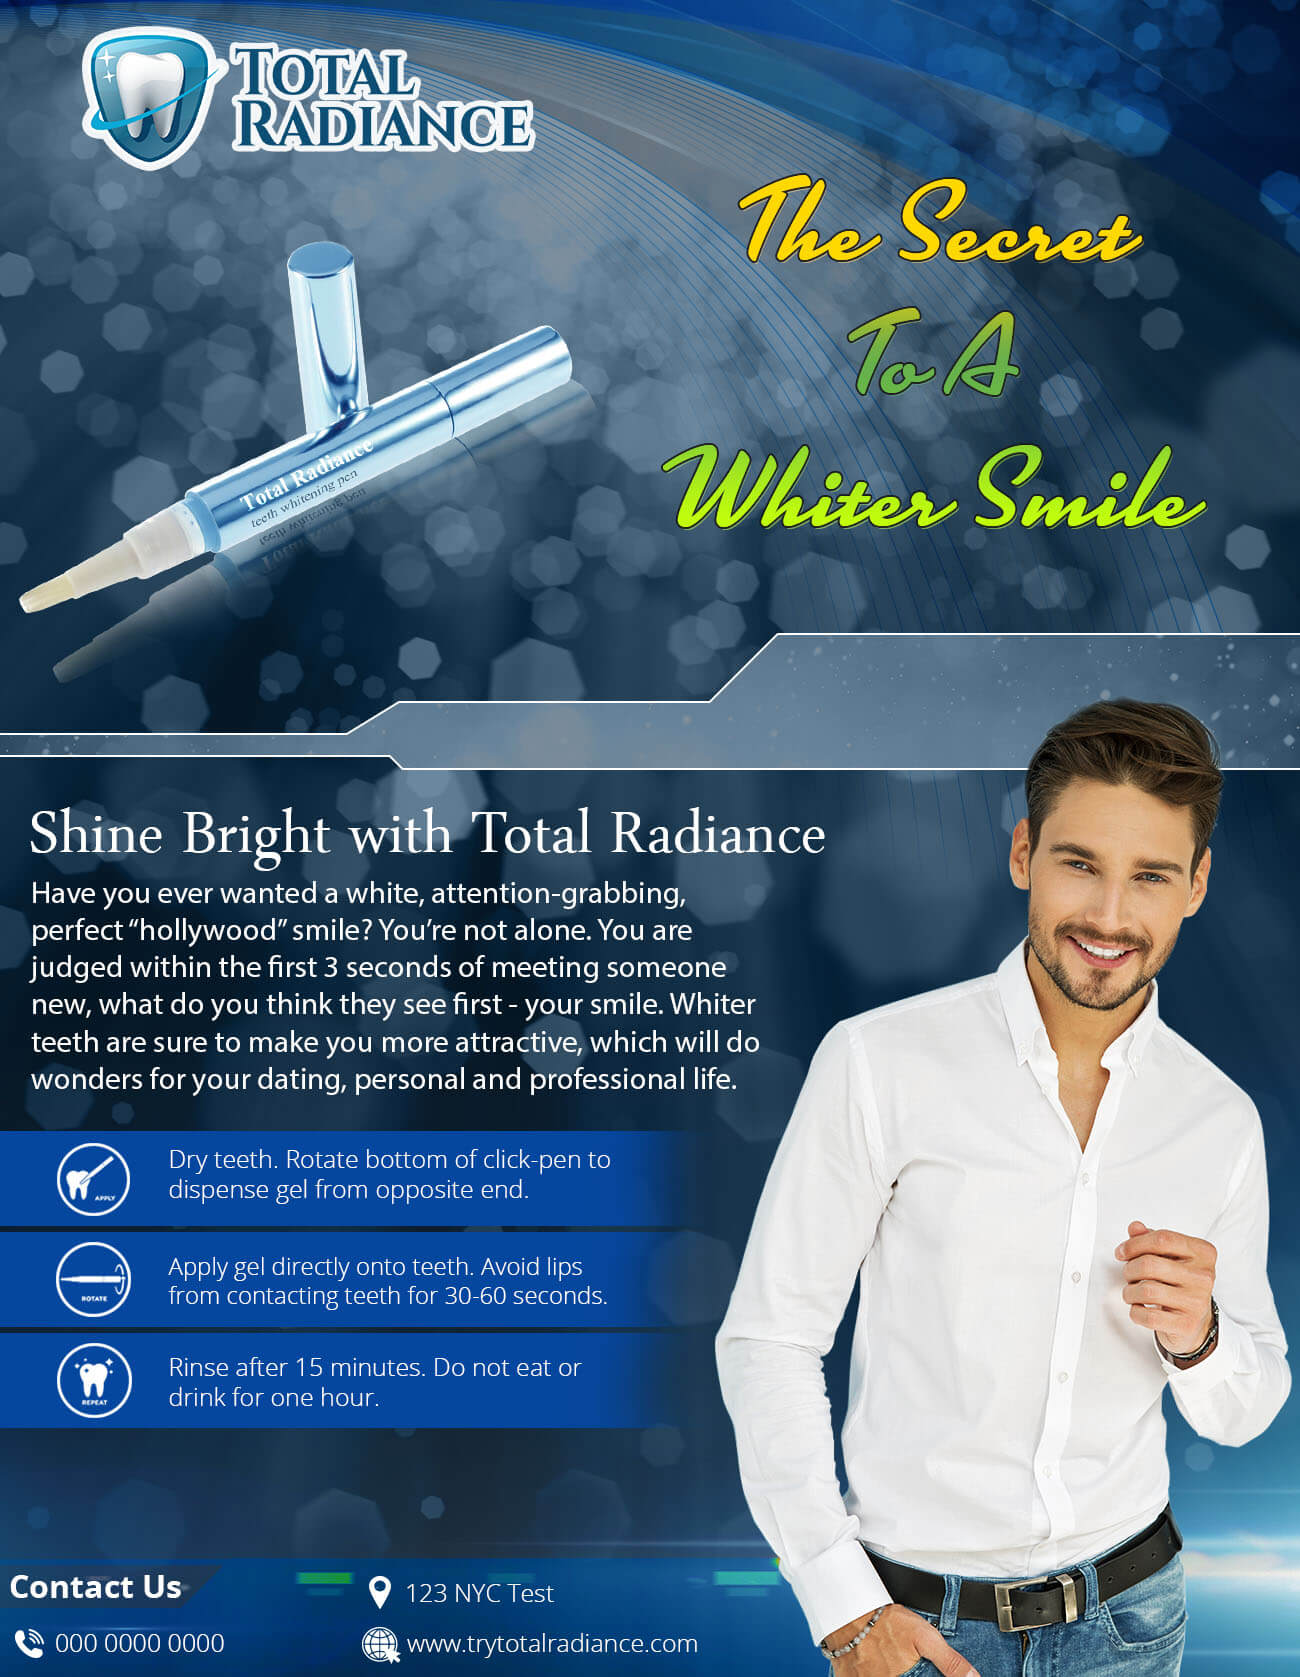 TOTAL
RADIANCE
The Secret
To A
Whiter Smile
Total Radiance
teeth whitening pen
Shine Bright with Total Radiance
Have you ever wanted a white, attention-grabbing,
perfect “hollywood” smile? You’re not alone. You are
judged within the first 3 seconds of meeting someone
new, what do you think they see first - your smile. Whiter
teeth are sure to make you more attractive, which will do
wonders for your dating, personal and professional life.
APPLY
Dry teeth. Rotate bottom of click-pen to
dispense gel from opposite end.
ROTATE
Apply gel directly onto teeth. Avoid lips
from contacting teeth for 30-60 seconds.
REPEAT
Rinse after 15 minutes. Do not eat or
drink for one hour.
Contact Us
123 NYC Test
000 0000 0000
www.trytotalradiance.com